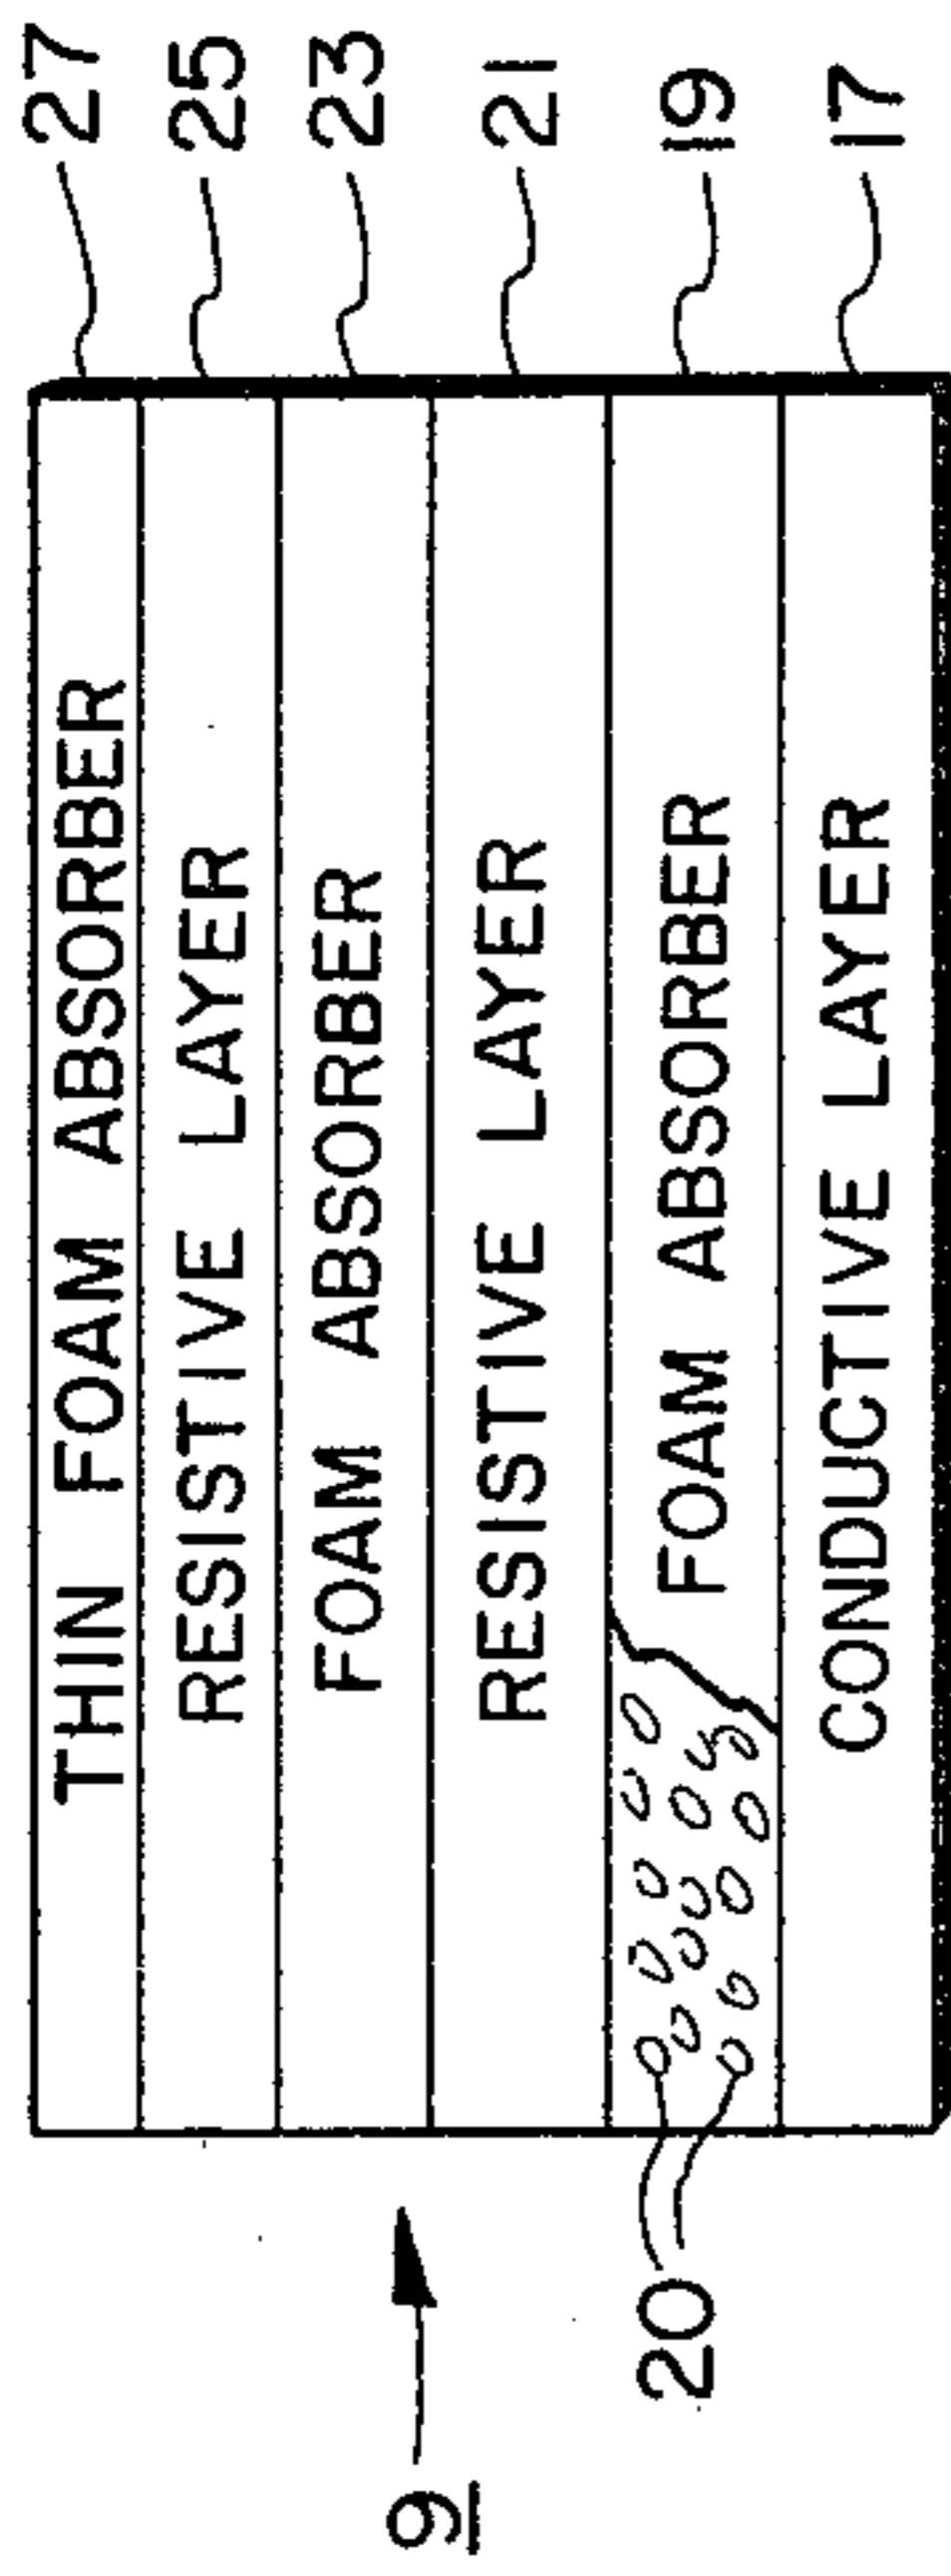 THIN FOAM ABSORBER 27
RESISTIVE LAYER 25
FOAM ABSORBER 23
RESISTIVE LAYER 21
FOAM ABSORBER 19
CONDUCTIVE LAYER 17
9
20